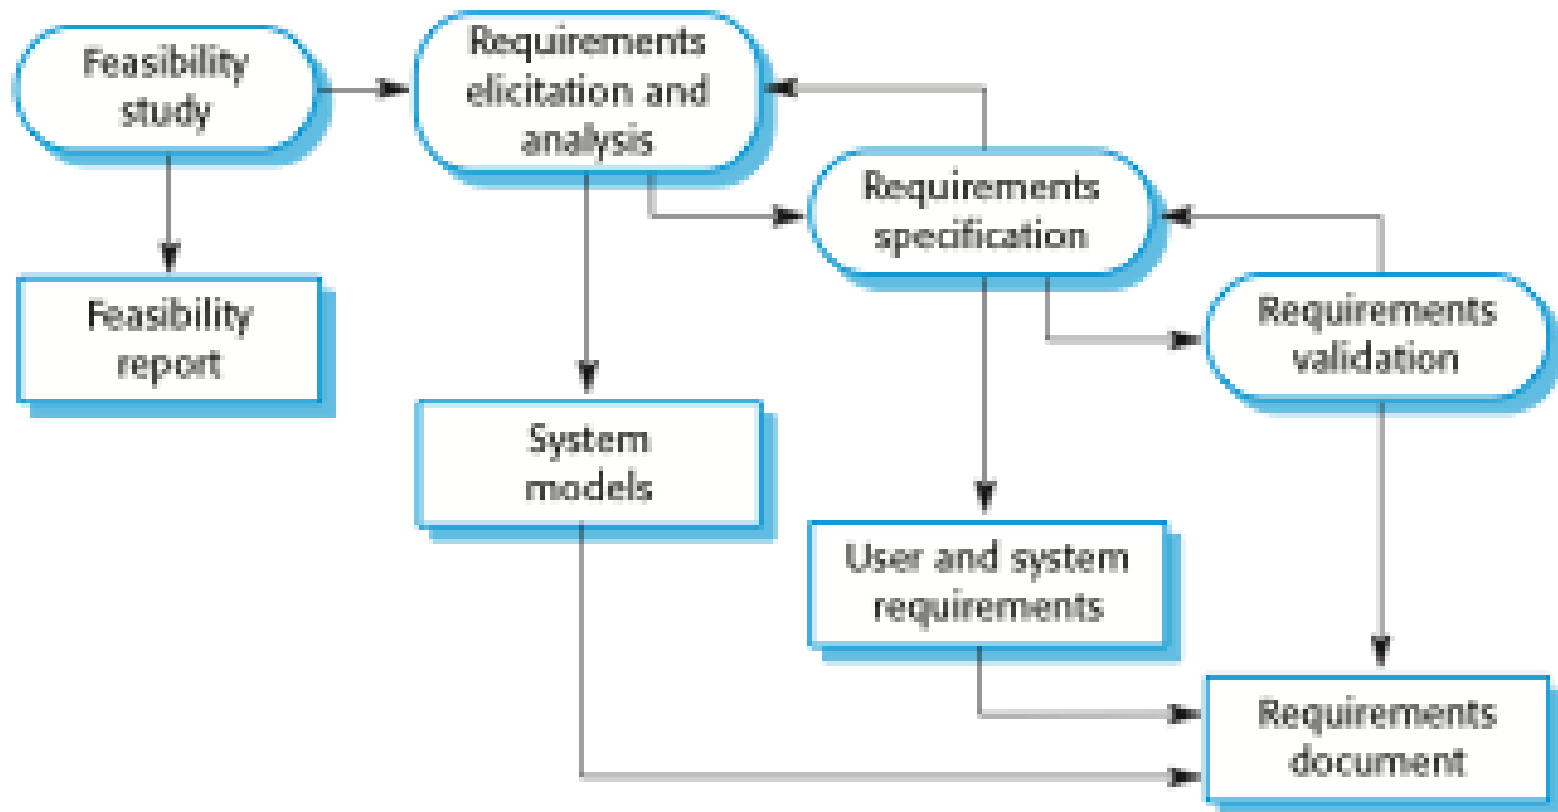 Feasibility
study
Requirements
elicitation and
analysis
Requirements
specification
Requirements
validation
Feasibility
report
System
models
User and system
requirements
Requirements
document